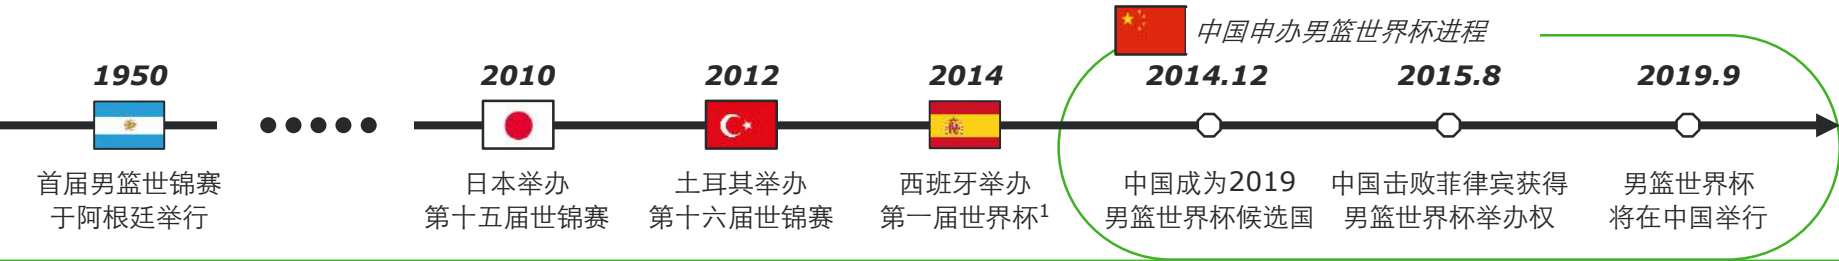 中国申办男篮世界杯进程
1950
2010
2012
2014
2014.12
2015.8
2019.9
首届男篮世锦赛
于阿根廷举行
日本举办
第十五届世锦赛
土耳其举办
第十六届世锦赛
西班牙举办
第一届世界杯1
中国成为2019
男篮世界杯候选国
中国击败菲律宾获得
男篮世界杯举办权
男篮世界杯
将在中国举行